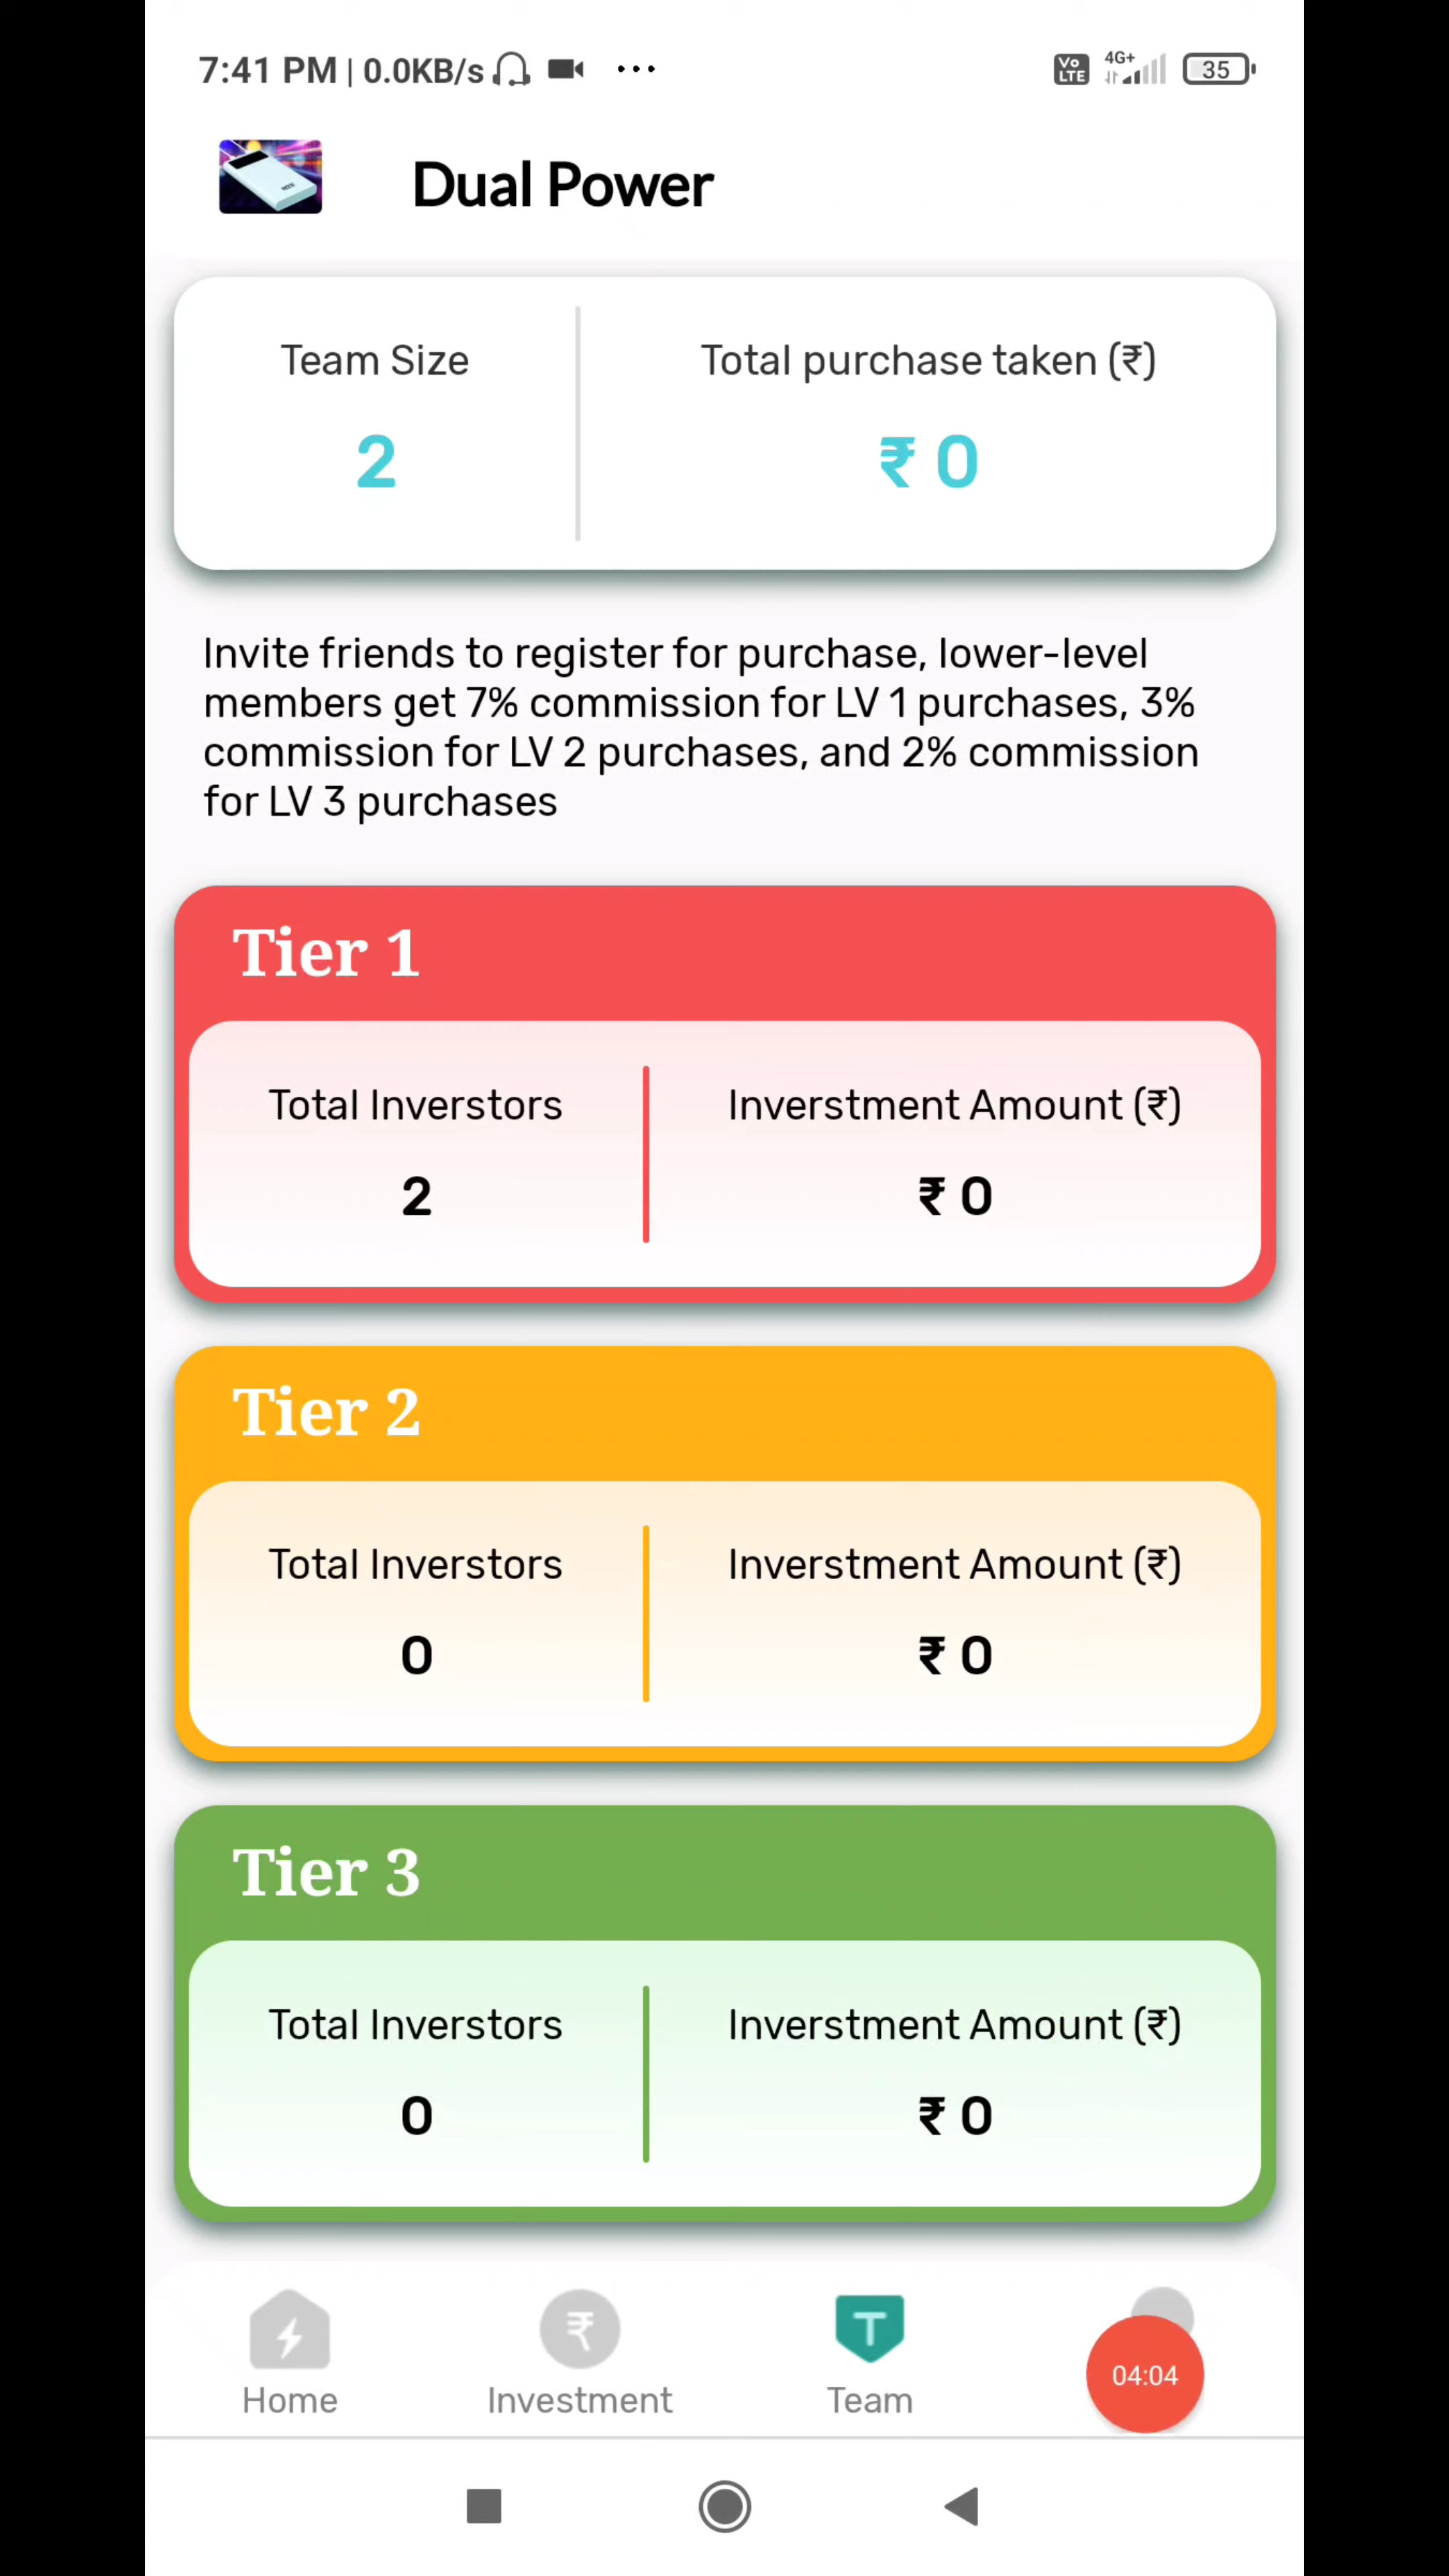 7:41 PM | 0.0KB/s ... Vo LTE 4G+ 35
Dual Power
Team Size
Total purchase taken (₹)
2
₹ 0
Invite friends to register for purchase, lower-level
members get 7% commission for LV 1 purchases, 3%
commission for LV 2 purchases, and 2% commission
for LV 3 purchases
Tier 1
Total Inverstors
Inverstment Amount (₹)
2
₹ 0
Tier 2
Total Inverstors
Inverstment Amount (₹)
0
₹ 0
Tier 3
Total Inverstors
Inverstment Amount (₹)
0
₹ 0
₹
T
Home
Investment
Team
04:04